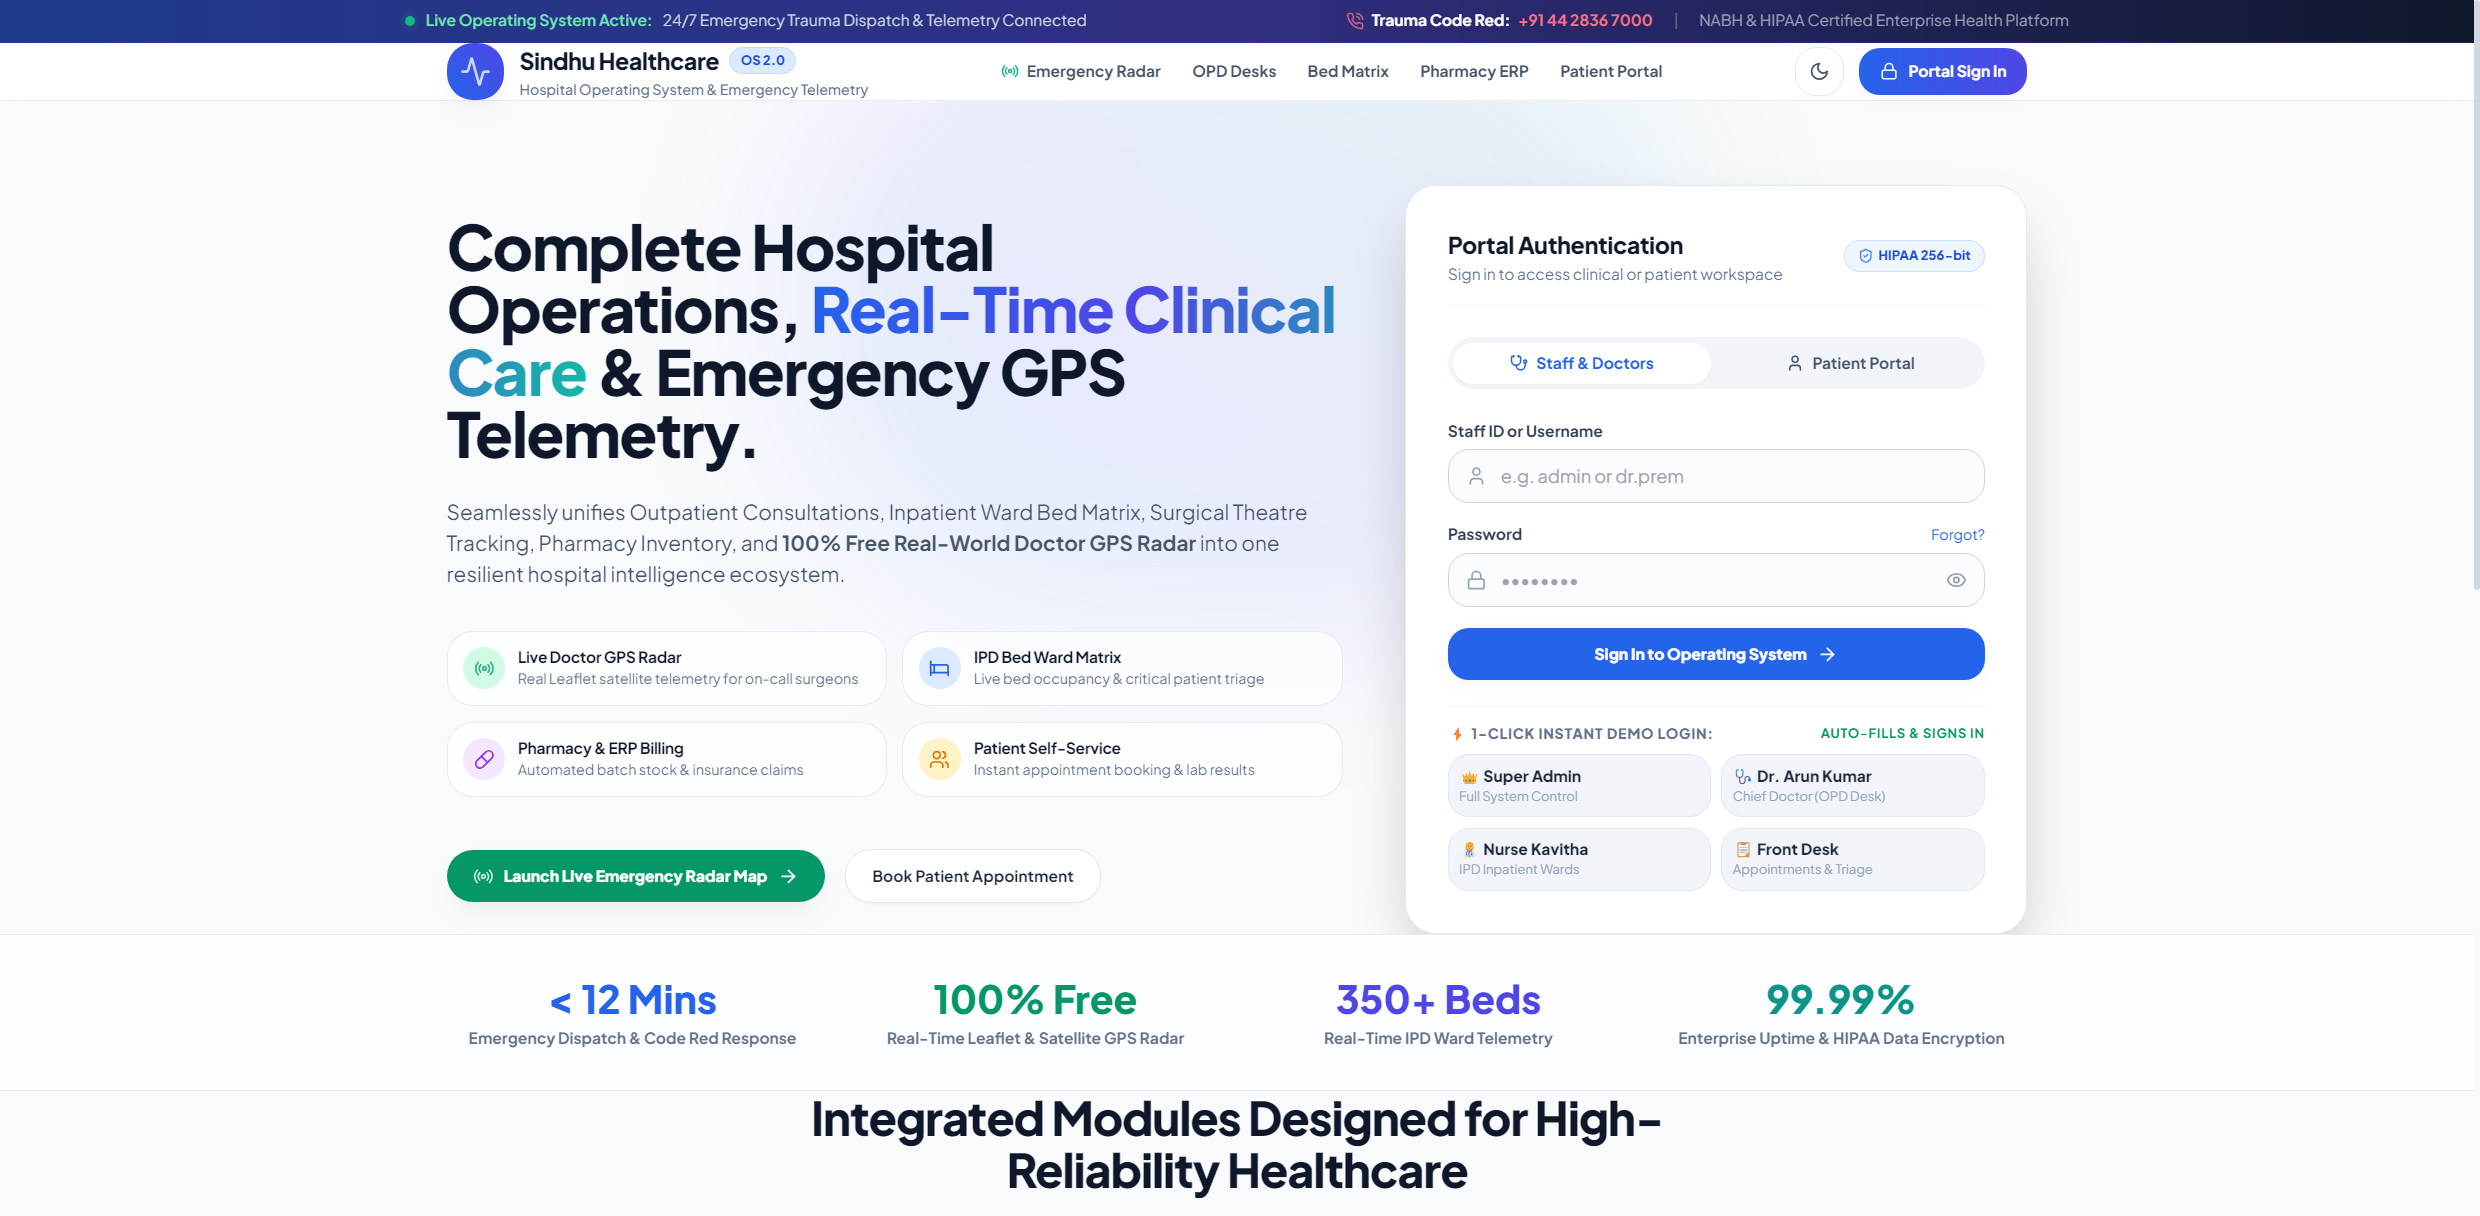 Live Operating System Active: 24/7 Emergency Trauma Dispatch & Telemetry Connected
Trauma Code Red: +91 44 2836 7000 | NABH & HIPAA Certified Enterprise Health Platform
Sindhu Healthcare OS 2.0
Hospital Operating System & Emergency Telemetry
Emergency Radar OPD Desks Bed Matrix Pharmacy ERP Patient Portal
Portal Sign In
Complete Hospital
Operations, Real-Time Clinical
Care & Emergency GPS
Telemetry.
Seamlessly unifies Outpatient Consultations, Inpatient Ward Bed Matrix, Surgical Theatre
Tracking, Pharmacy Inventory, and 100% Free Real-World Doctor GPS Radar into one
resilient hospital intelligence ecosystem.
Live Doctor GPS Radar
Real Leaflet satellite telemetry for on-call surgeons
IPD Bed Ward Matrix
Live bed occupancy & critical patient triage
Pharmacy & ERP Billing
Automated batch stock & insurance claims
Patient Self-Service
Instant appointment booking & lab results
Launch Live Emergency Radar Map
Book Patient Appointment
Portal Authentication
Sign in to access clinical or patient workspace
HIPAA 256-bit
Staff & Doctors
Patient Portal
Staff ID or Username
e.g. admin or dr.prem
Password
Forgot?
••••••••
Sign In to Operating System
1-CLICK INSTANT DEMO LOGIN:
AUTO-FILLS & SIGNS IN
Super Admin
Full System Control
Dr. Arun Kumar
Chief Doctor (OPD Desk)
Nurse Kavitha
IPD Inpatient Wards
Front Desk
Appointments & Triage
< 12 Mins
Emergency Dispatch & Code Red Response
100% Free
Real-Time Leaflet & Satellite GPS Radar
350+ Beds
Real-Time IPD Ward Telemetry
99.99%
Enterprise Uptime & HIPAA Data Encryption
Integrated Modules Designed for High-
Reliability Healthcare